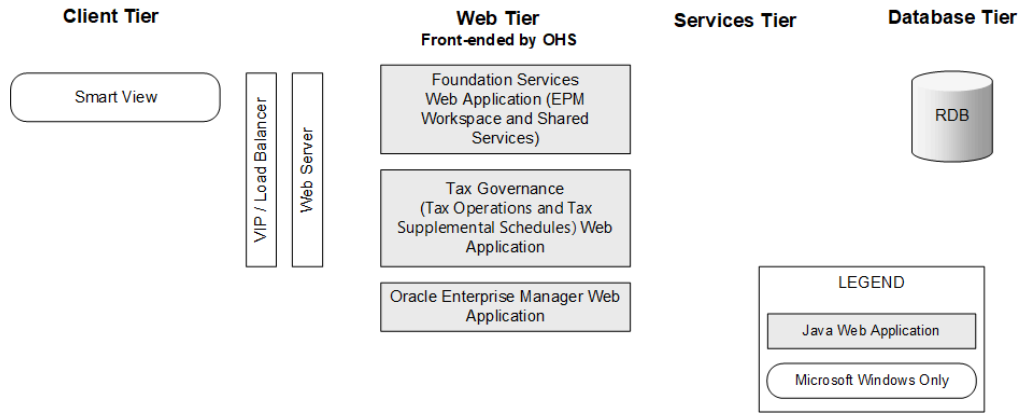 Client Tier
Web Tier
Front-ended by OHS
Services Tier
Database Tier
Smart View
VIP / Load Balancer
Web Server
Foundation Services
Web Application (EPM
Workspace and Shared
Services)
RDB
Tax Governance
(Tax Operations and Tax
Supplemental Schedules) Web
Application
Oracle Enterprise Manager Web
Application
LEGEND
Java Web Application
Microsoft Windows Only